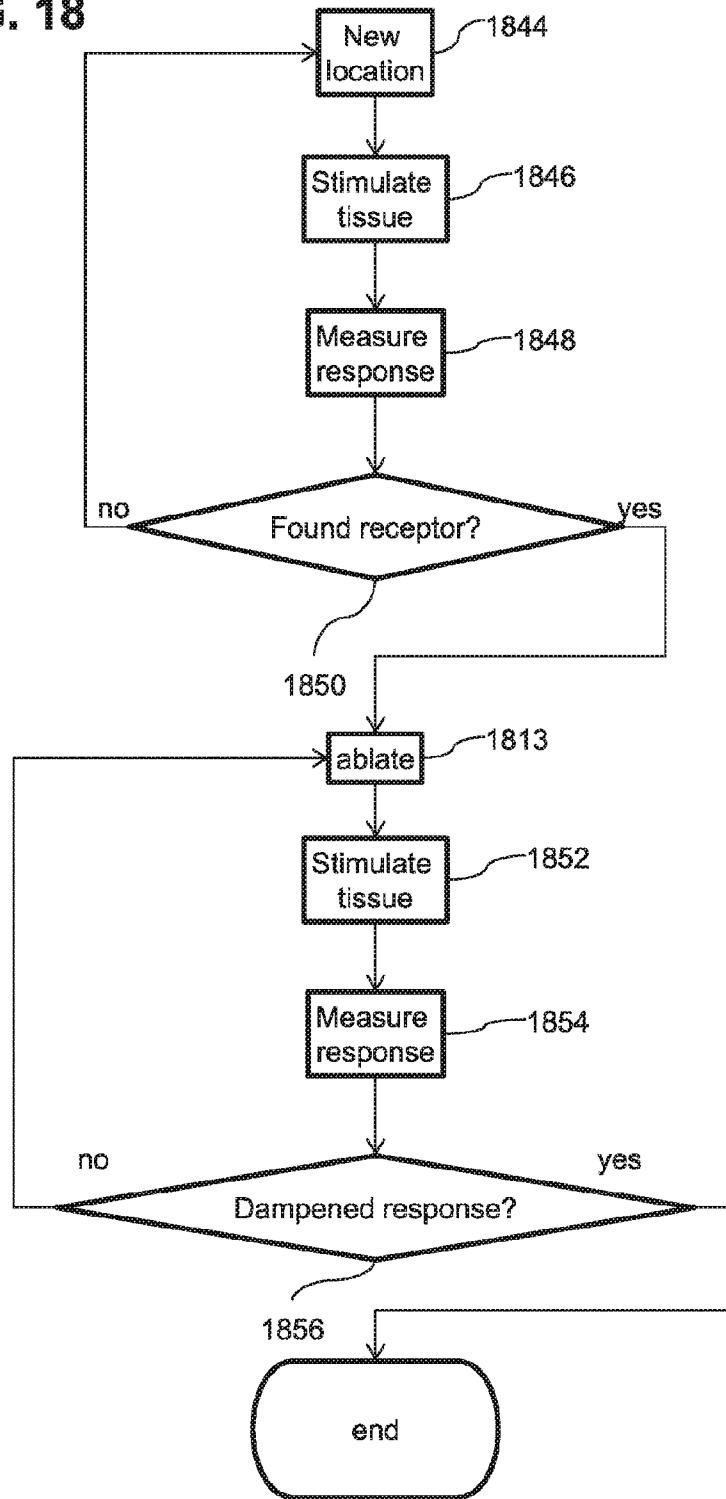 . 18
New
location
1844
Stimulate
tissue
1846
Measure
response
1848
no
Found receptor?
yes
1850
ablate
1813
Stimulate
tissue
1852
Measure
response
1854
no
Dampened response?
yes
1856
end